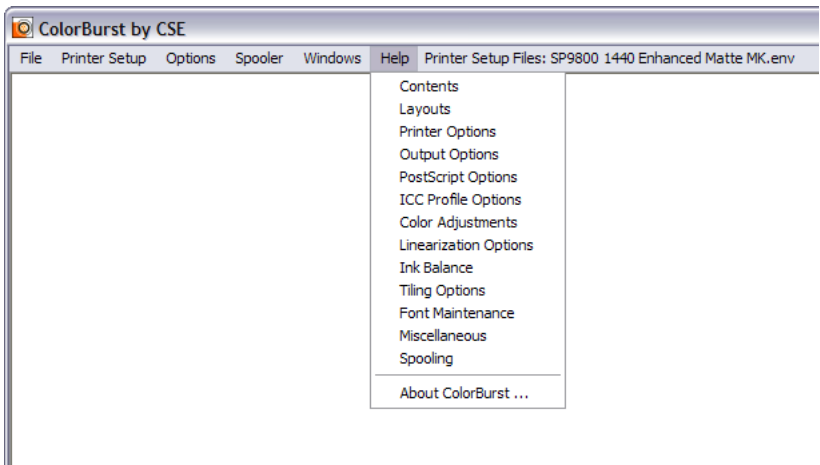 ColorBurst by CSE
File Printer Setup Options Spooler Windows Help Printer Setup Files: SP9800 1440 Enhanced Matte MK.env
Contents
Layouts
Printer Options
Output Options
PostScript Options
ICC Profile Options
Color Adjustments
Linearization Options
Ink Balance
Tiling Options
Font Maintenance
Miscellaneous
Spooling
About ColorBurst ...